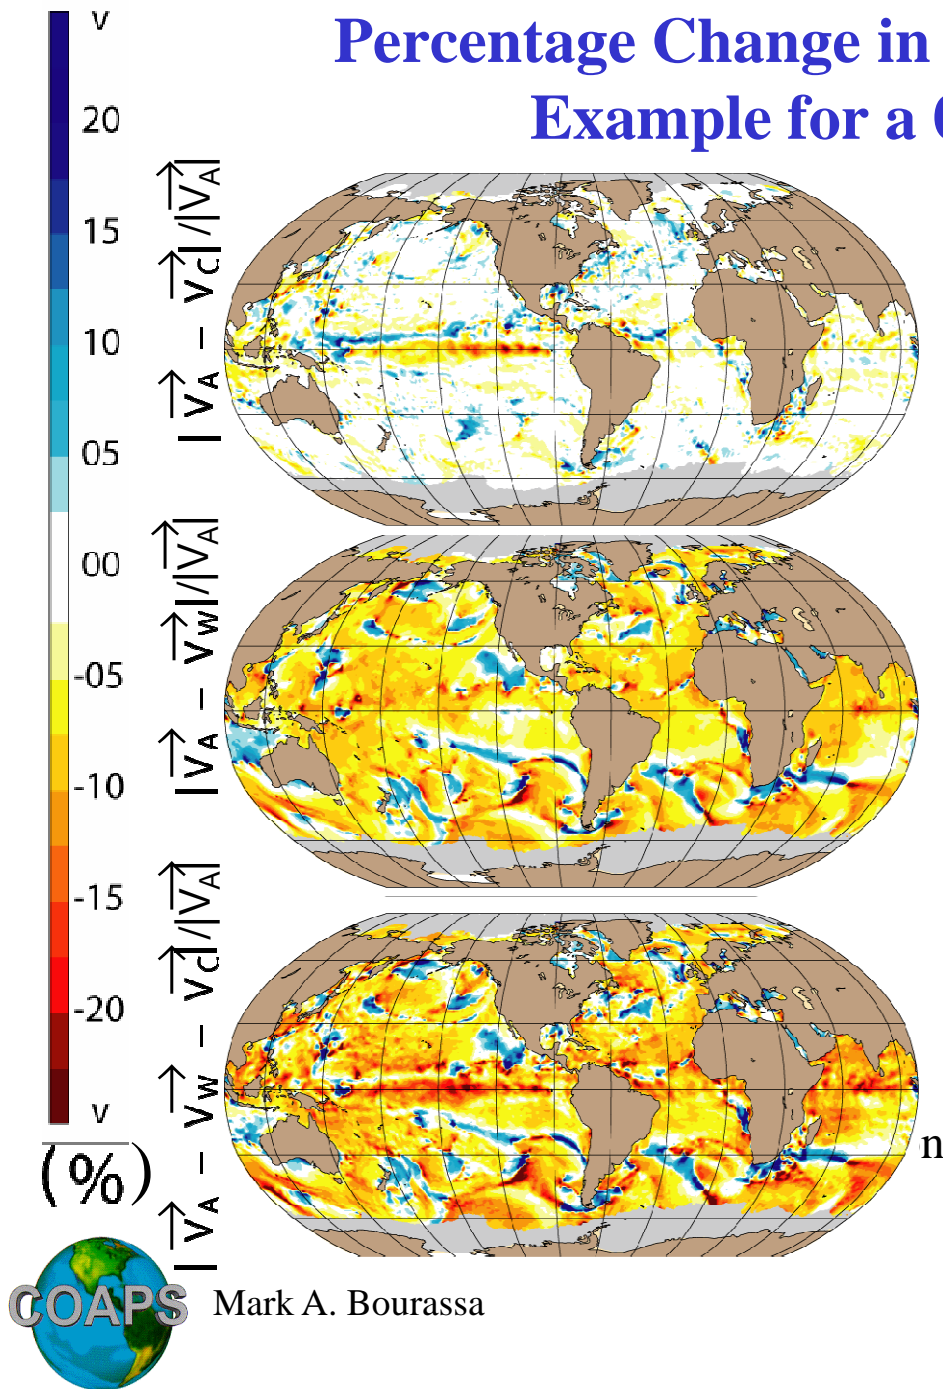 Percentage Change in
Example for a
v
20
15
10
05
00
-05
-10
-15
-20
v
(%)
|V⃗A − V⃗C|/|V⃗A|
|V⃗A − V⃗W|/|V⃗A|
|V⃗A − V⃗W − V⃗C|/|V⃗A|
n
COAPS
Mark A. Bourassa